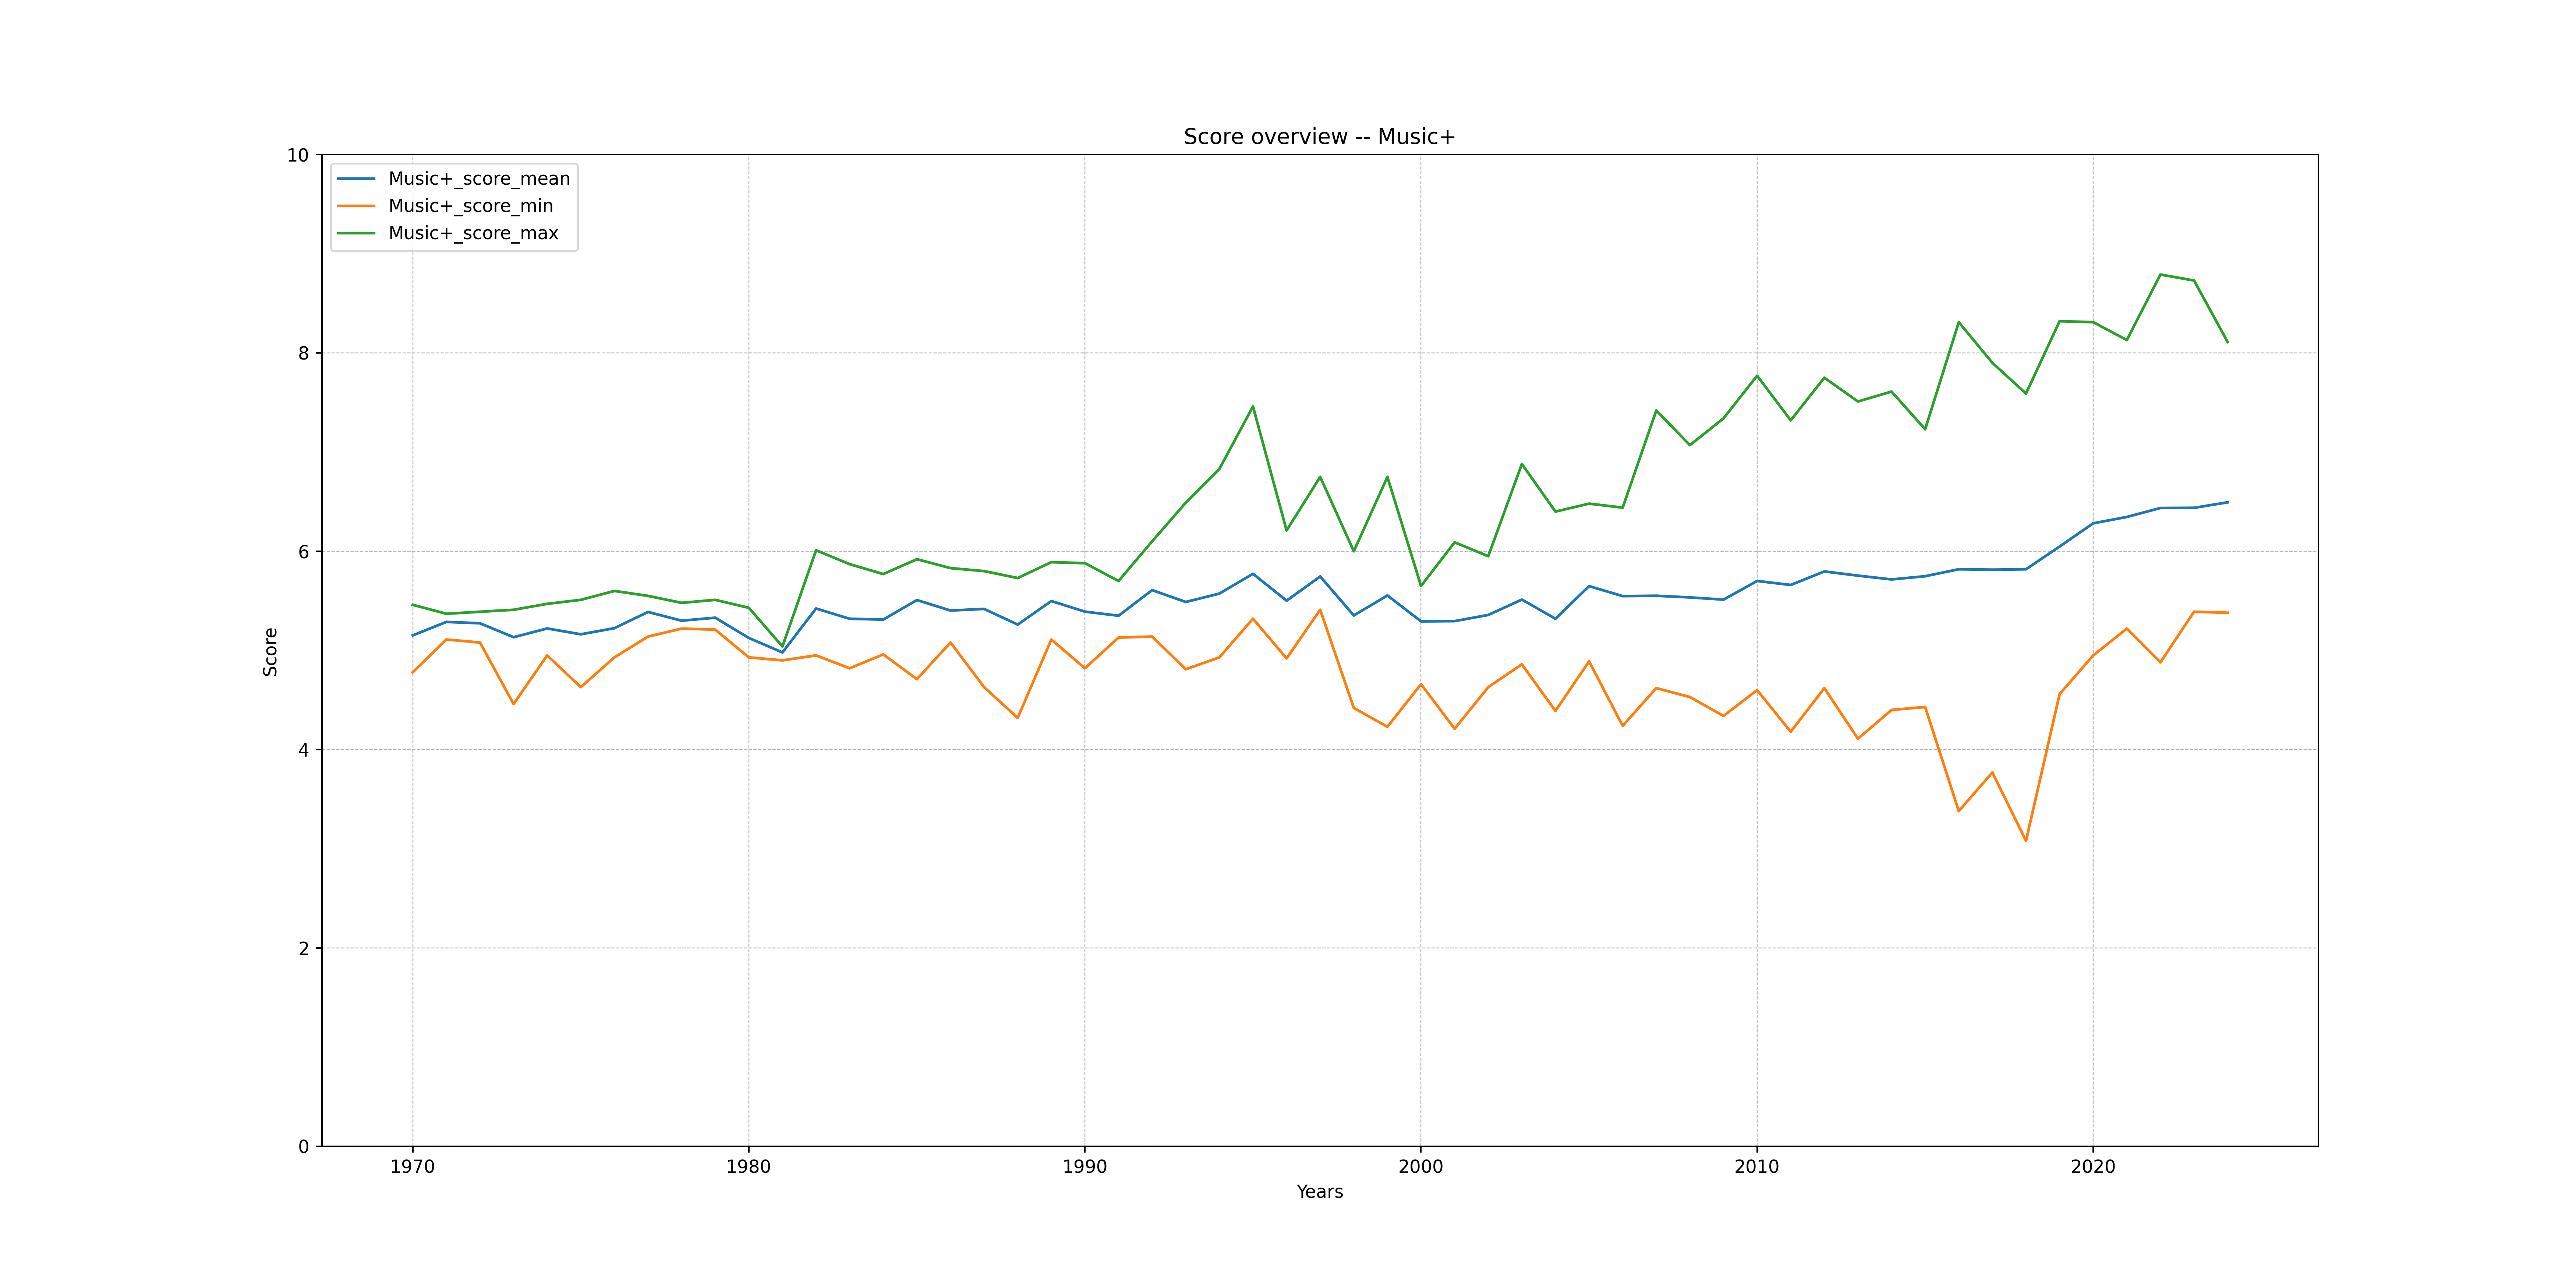 Score overview -- Music+
10
Music+_score_mean
Music+_score_min
Music+_score_max
8
6
Score
4
2
0
1970 1980 1990 2000 2010 2020
Years